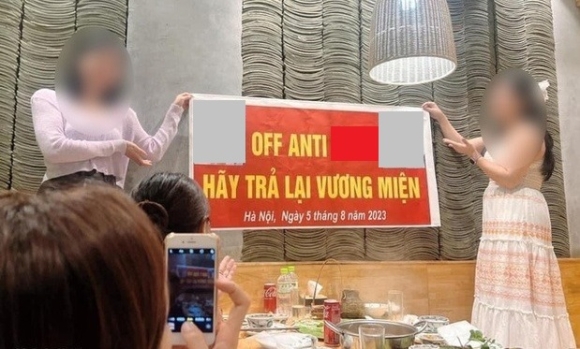 OFF ANTI
HÃY TRẢ LẠI VƯƠNG MIỆN
Hà Nội, Ngày 5 tháng 8 năm 2023